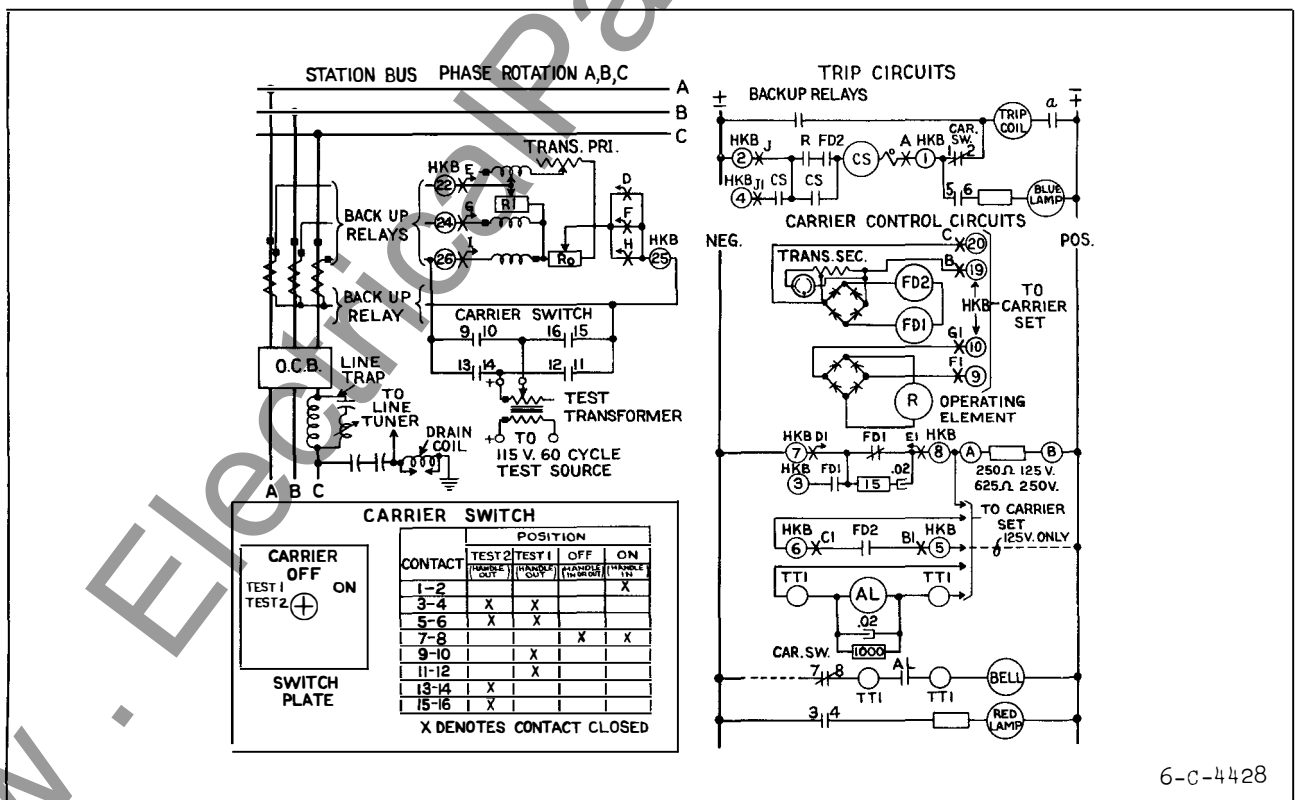 STATION BUS PHASE ROTATION A,B,C
A
B
C
TRANS. PRI.
HKB E
22
R1
G
24
I
26
R0
D
F
H
HKB
25
BACK UP
RELAYS
BACK UP
RELAY
CARRIER SWITCH
9 10
16 15
13 14
12 11
O.C.B.
LINE
TRAP
TO
LINE
TUNER
DRAIN
COIL
+
TEST
TRANSFORMER
+ TO
115 V. 60 CYCLE
TEST SOURCE
A B C
CARRIER SWITCH
CARRIER
OFF
TEST 1
ON
TEST 2
SWITCH
PLATE
POSITION
CONTACT TEST 2 TEST 1 OFF ON
(HANDLE OUT) (HANDLE OUT) (HANDLE IN OR OUT) (HANDLE IN)
1-2 X
3-4 X X
5-6 X X
7-8 X X
9-10 X
11-12 X
13-14 X
15-16 X
X DENOTES CONTACT CLOSED
TRIP CIRCUITS
BACKUP RELAYS
TRIP
COIL
a
HKB J
2
R FD2
CS
A HKB
1
CAR.
SW.
1 2
HKB J1
4
CS CS
5 6
BLUE
LAMP
CARRIER CONTROL CIRCUITS
NEG.
POS.
C
20
TRANS. SEC.
B
19
FD2
HKB
TO
CARRIER
SET
FD1
G1
10
F1
9
R
OPERATING
ELEMENT
HKB D1 FD1 E1 HKB
7 8 A B
HKB FD1 .02
3 15
250Ω 125 V.
625Ω 250V.
TO CARRIER
SET
125V. ONLY
HKB FD2 HKB
6 C1 B1 5
TT1 TT1
AL
.02
1000
CAR. SW.
7 8 AL
TT1 TT1
BELL
3 4
RED
LAMP
6-C-4428
w . ElectricalPa